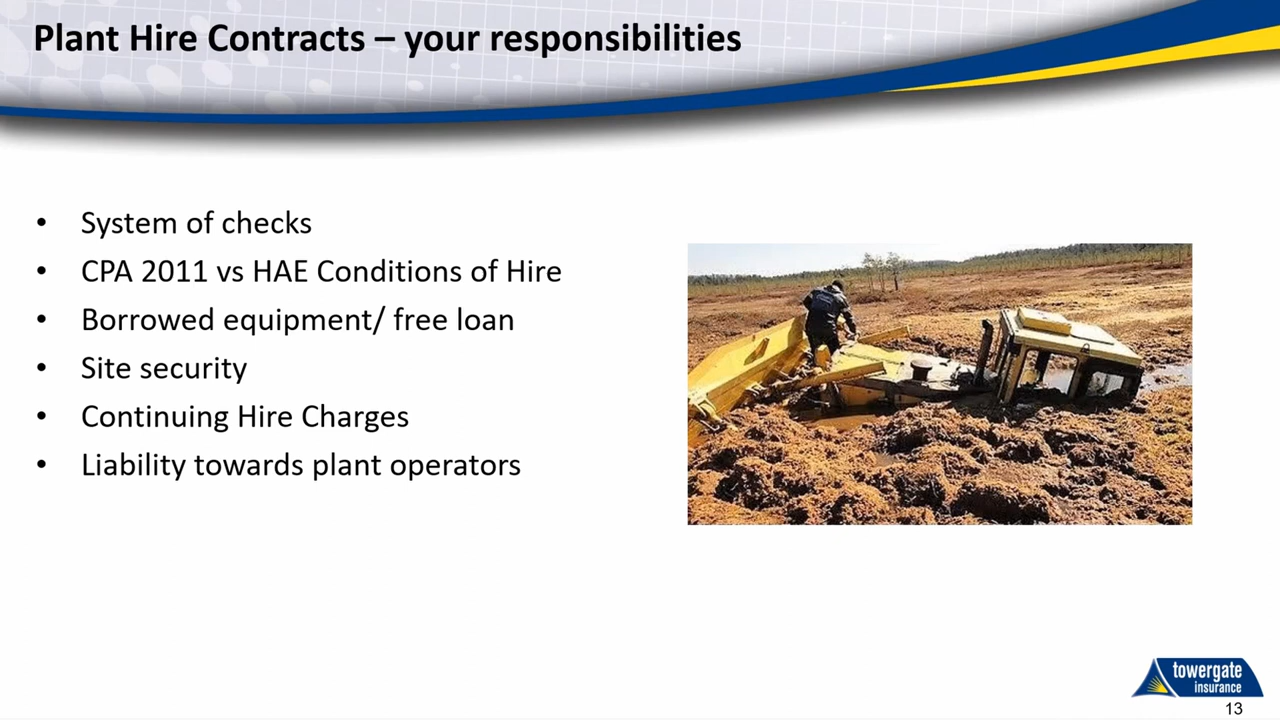 Plant Hire Contracts – your responsibilities
• System of checks
• CPA 2011 vs HAE Conditions of Hire
• Borrowed equipment/ free loan
• Site security
• Continuing Hire Charges
• Liability towards plant operators
towergate
insurance
13